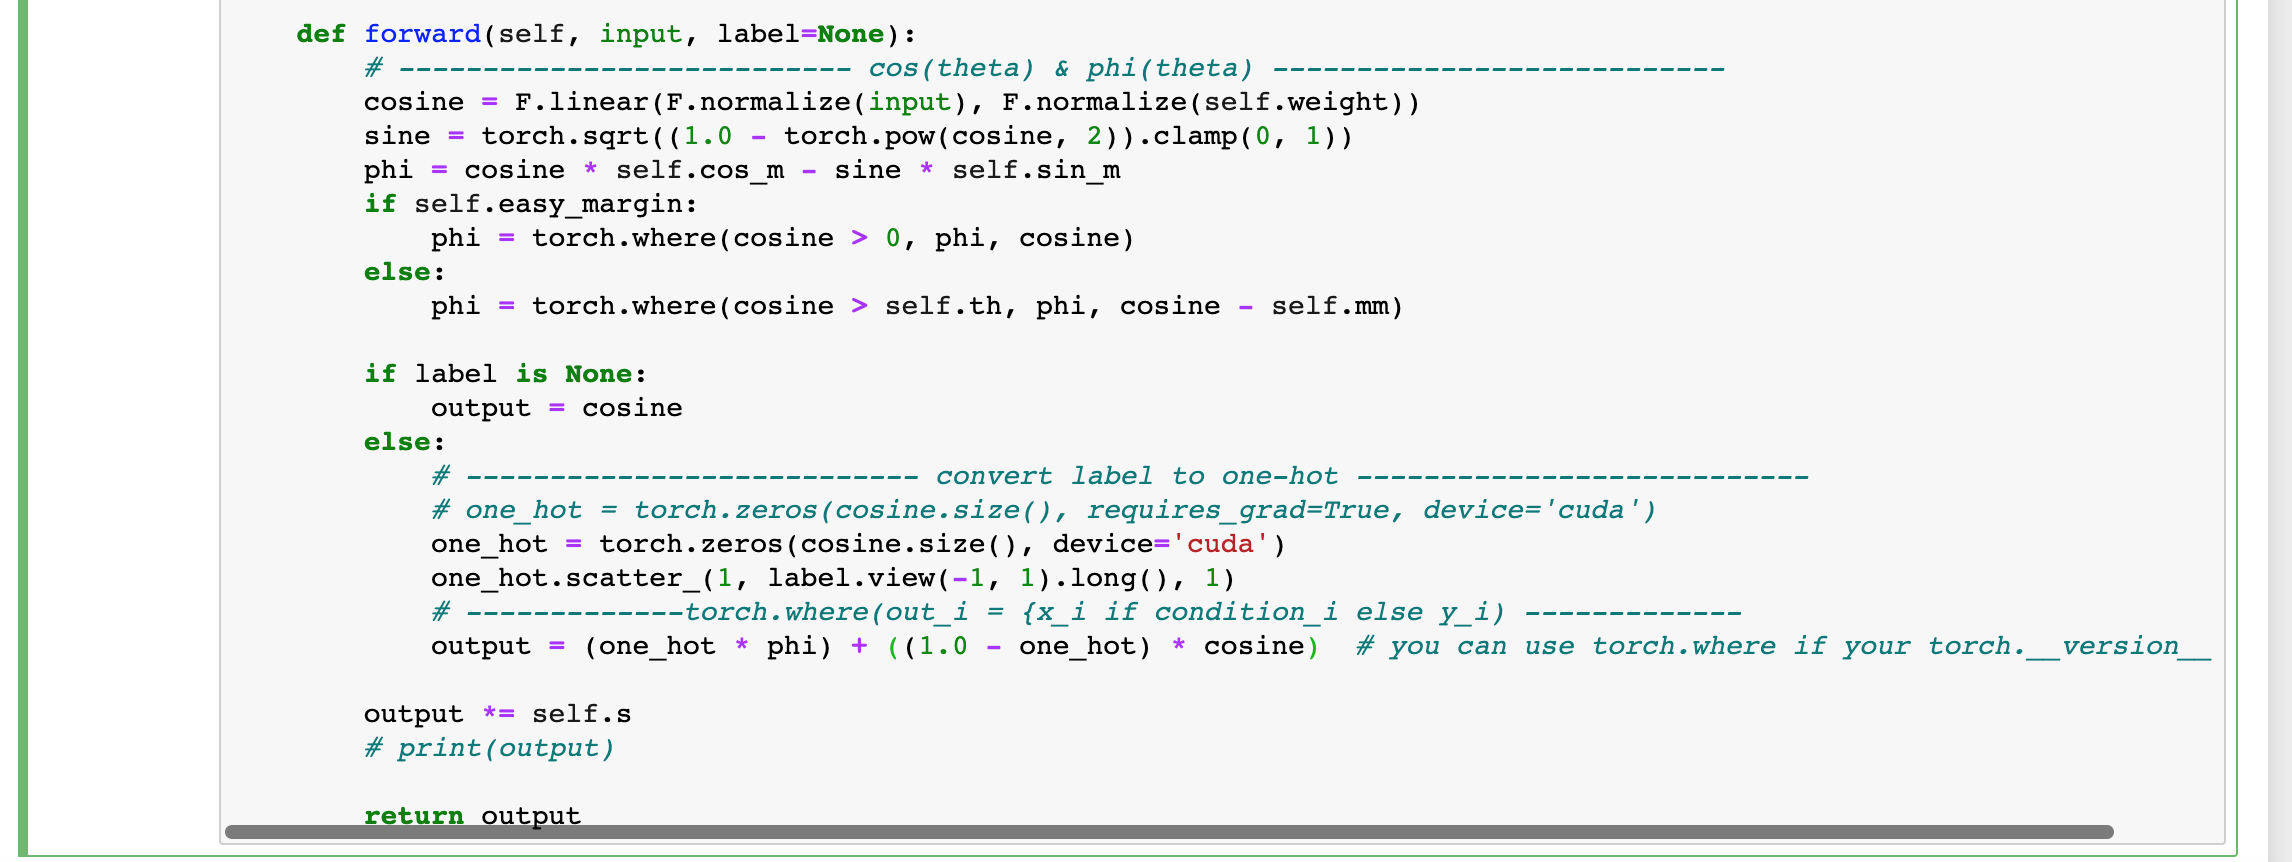 def forward(self, input, label=None):
# --------------------------- cos(theta) & phi(theta) ---------------------------
cosine = F.linear(F.normalize(input), F.normalize(self.weight))
sine = torch.sqrt((1.0 - torch.pow(cosine, 2)).clamp(0, 1))
phi = cosine * self.cos_m - sine * self.sin_m
if self.easy_margin:
phi = torch.where(cosine > 0, phi, cosine)
else:
phi = torch.where(cosine > self.th, phi, cosine - self.mm)
if label is None:
output = cosine
else:
# --------------------------- convert label to one-hot ---------------------------
# one_hot = torch.zeros(cosine.size(), requires_grad=True, device='cuda')
one_hot = torch.zeros(cosine.size(), device='cuda')
one_hot.scatter_(1, label.view(-1, 1).long(), 1)
# -------------torch.where(out_i = {x_i if condition_i else y_i) -------------
output = (one_hot * phi) + ((1.0 - one_hot) * cosine)  # you can use torch.where if your torch.__version__
output *= self.s
# print(output)
return output